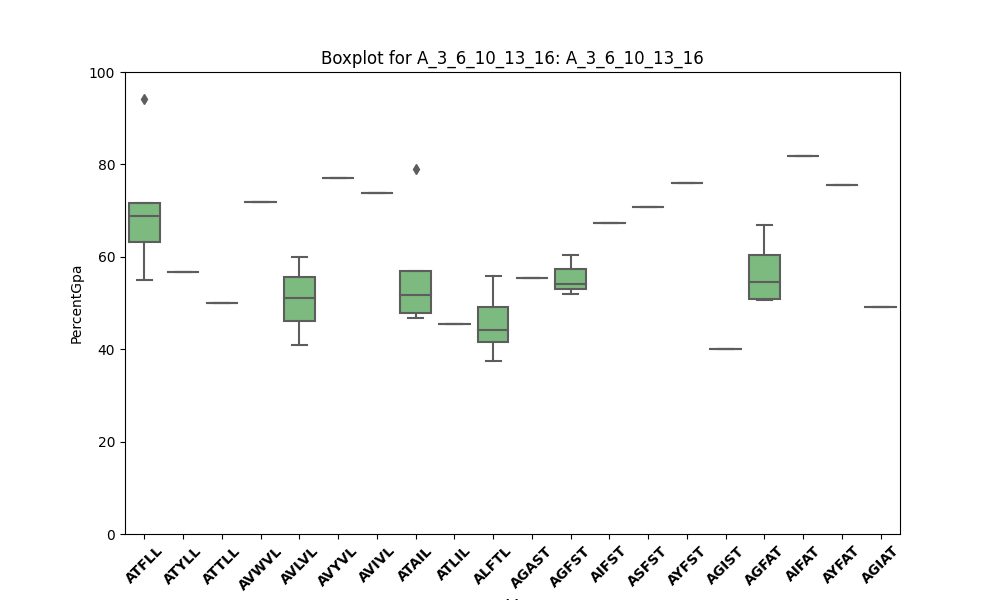 Boxplot for A_3_6_10_13_16: A_3_6_10_13_16
PercentGpa
100
80
60
40
20
0
ATFLL ATYLL ATTLL AVWVL AVLVL AVYVL AVIVL ATAIL ATLIL ALFTL AGAST AGFST AIFST ASFST AYFST AGIST AGFAT AIFAT AYFAT AGIAT